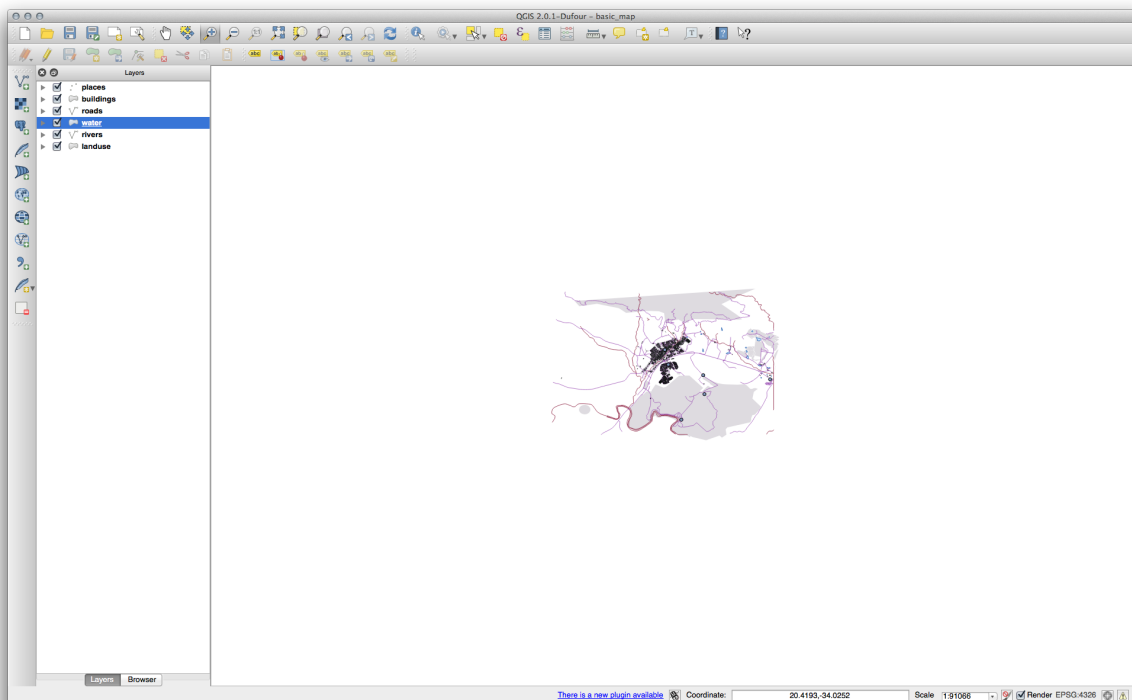 QGIS 2.0.1-Dufour - basic_map
Layers
places
buildings
roads
water
rivers
landuse
Layers Browser
There is a new plugin available Coordinate: 20.4193,-34.0252 Scale 1:91066 Render EPSG:4326